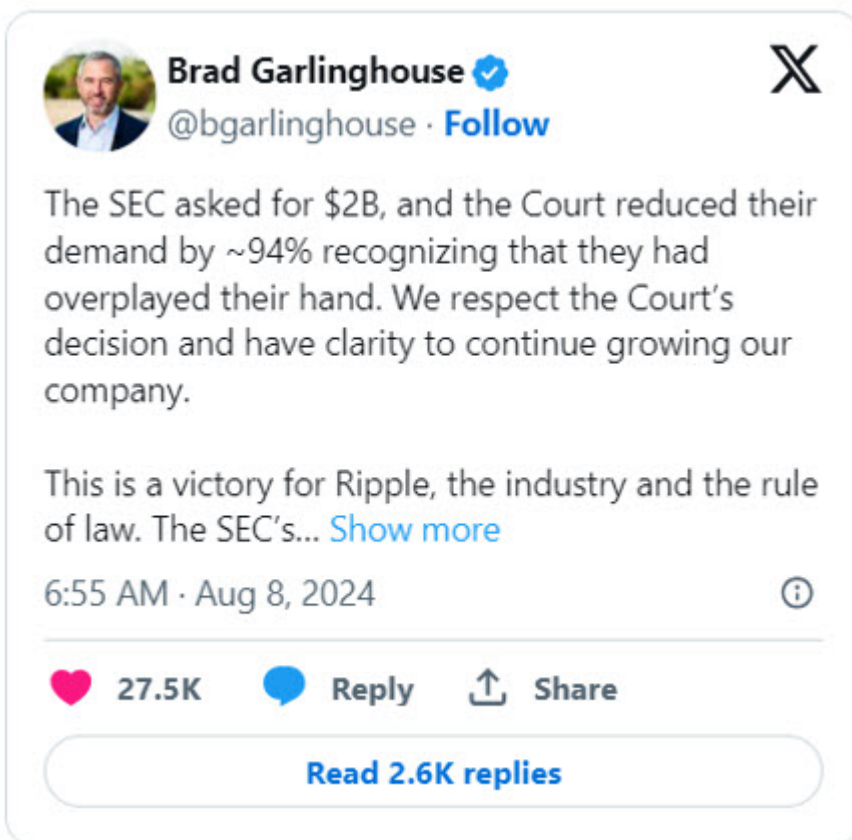 Brad Garlinghouse
@bgarlinghouse · Follow
The SEC asked for $2B, and the Court reduced their
demand by ~94% recognizing that they had
overplayed their hand. We respect the Court’s
decision and have clarity to continue growing our
company.
This is a victory for Ripple, the industry and the rule
of law. The SEC’s... Show more
6:55 AM · Aug 8, 2024
27.5K Reply Share
Read 2.6K replies